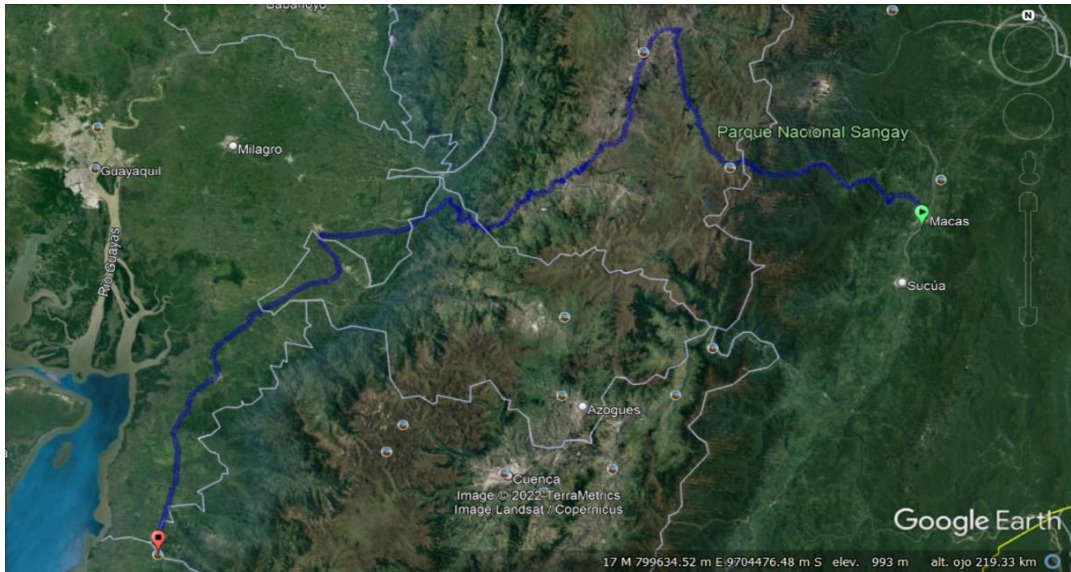 Babahoyo
N
Milagro
Parque Nacional Sangay
Guayaquil
Macas
Río Guayas
Sucúa
Azogues
Cuenca
Image © 2022 TerraMetrics
Image Landsat / Copernicus
Google Earth
17 M 799634.52 m E 9704476.48 m S elev. 993 m alt. ojo 219.33 km